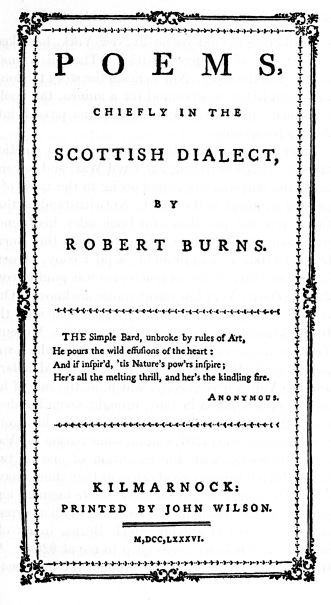 POEMS,
CHIEFLY IN THE
SCOTTISH DIALECT,
BY
ROBERT BURNS.
THE Simple Bard, unbroke by rules of Art,
He pours the wild effuſions of the heart :
And if inſpir'd, 'tis Nature's pow'rs inſpire ;
Her's all the melting thrill, and her's the kindling fire.
ANONYMOUS.
KILMARNOCK:
PRINTED BY JOHN WILSON.
M,DCC,LXXXVI.